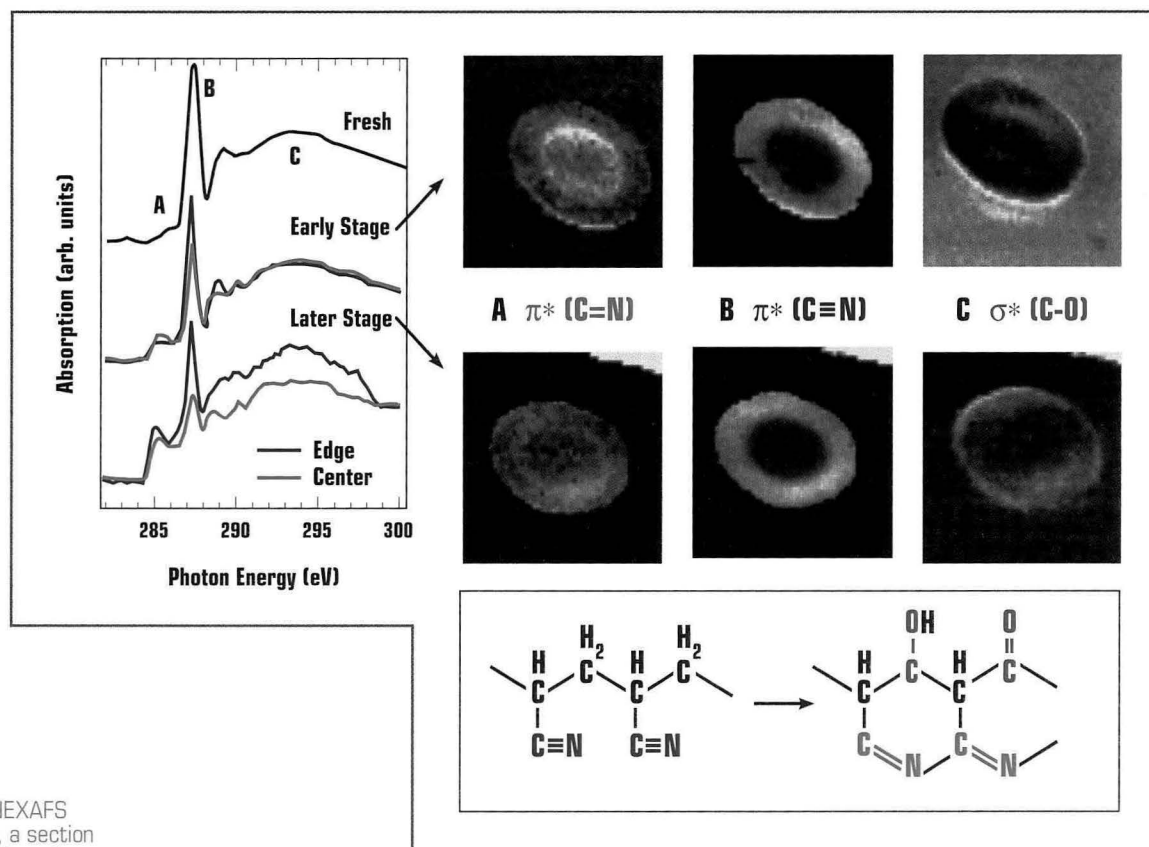 Absorption (arb. units)
A
B
C
Fresh
Early Stage
Later Stage
Edge
Center
285 290 295 300
Photon Energy (eV)
A π* (C=N) B π* (C≡N) C σ* (C-O)
OH O
H H₂ H H₂ H H
C C C C C C C C
C≡N C≡N C N C N
EXAFS
, a section